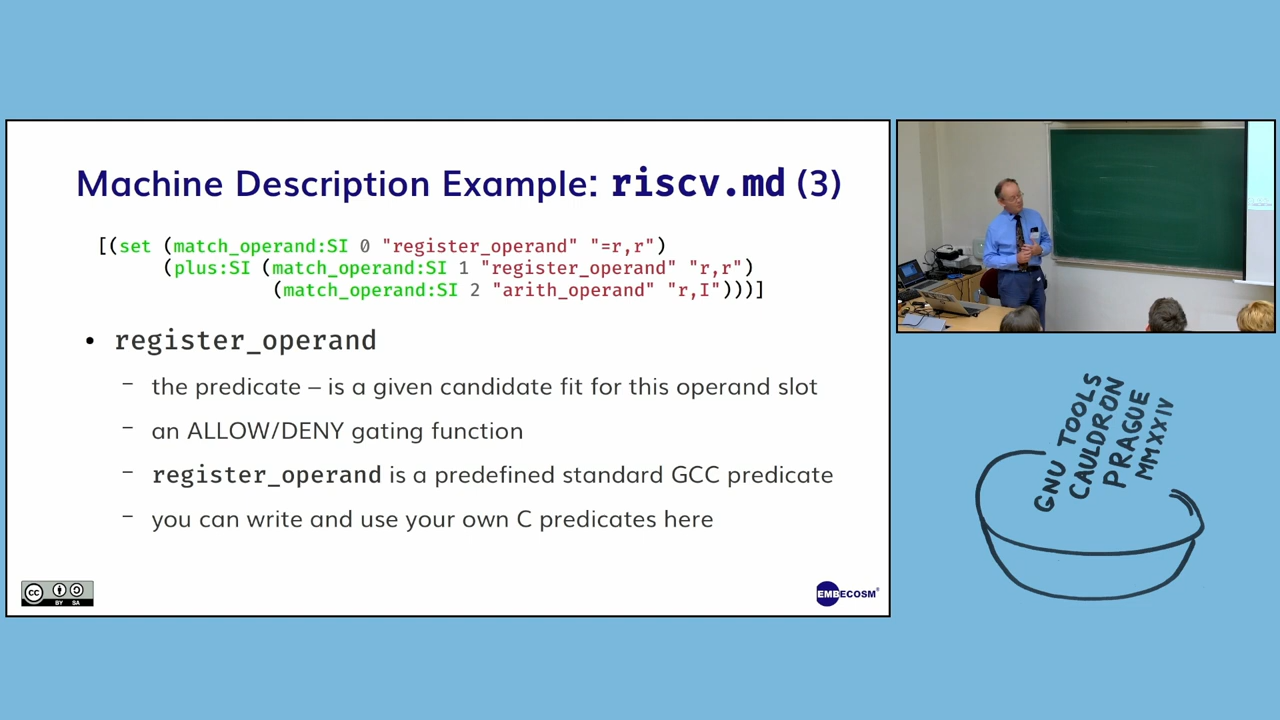 Machine Description Example: riscv.md (3)
[(set (match_operand:SI 0 "register_operand" "=r,r")
(plus:SI (match_operand:SI 1 "register_operand" "r,r")
(match_operand:SI 2 "arith_operand" "r,I")))]
• register_operand
– the predicate – is a given candidate fit for this operand slot
– an ALLOW/DENY gating function
– register_operand is a predefined standard GCC predicate
– you can write and use your own C predicates here
cc BY SA
EMBECOSM®
GNU TOOLS
CAULDRON
PRAGUE
MMXXIV